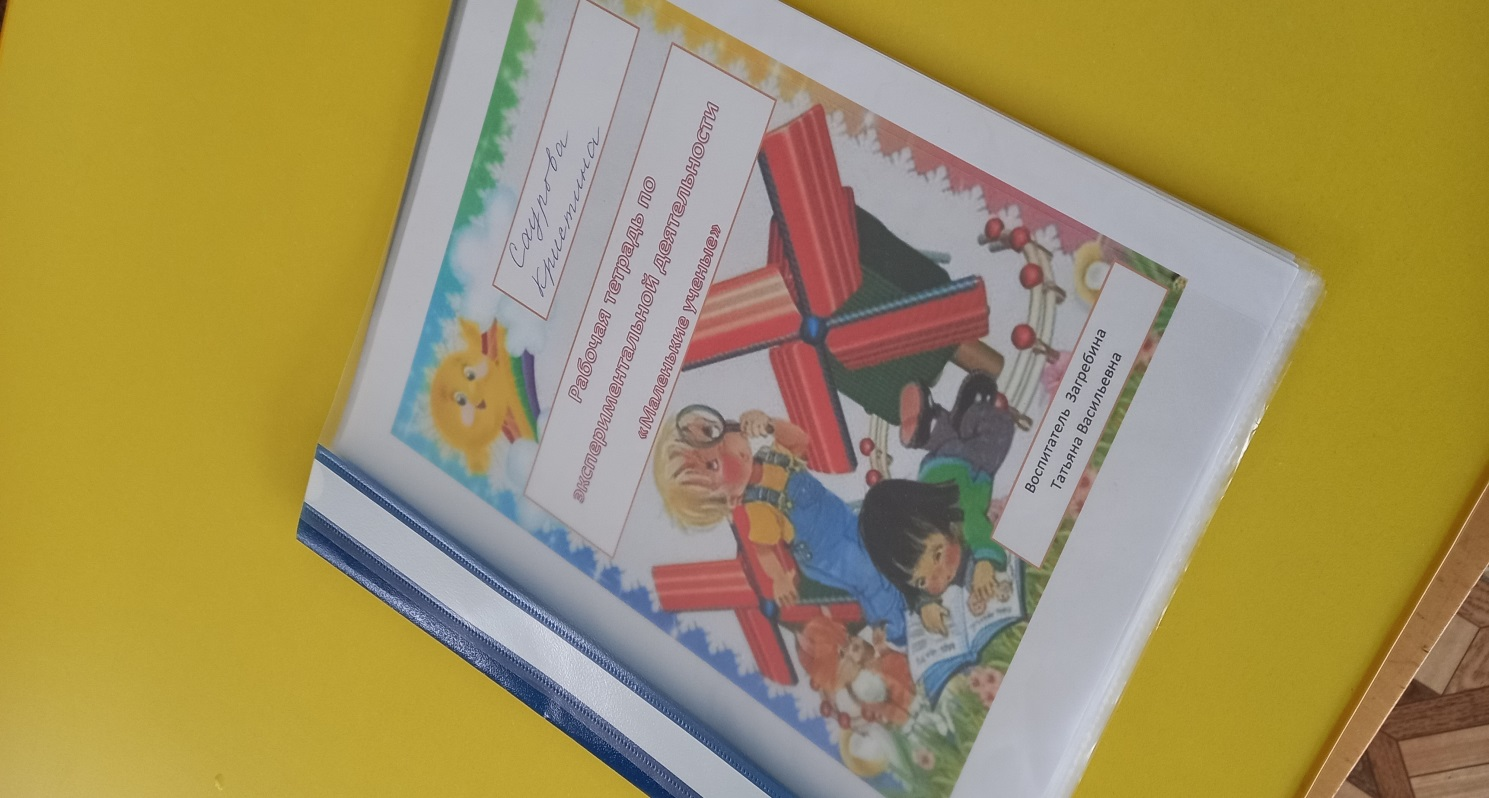 Саурова
Кристина
Рабочая тетрадь по
экспериментальной деятельности
«Маленькие ученые»
Воспитатель Загребина
Татьяна Васильевна